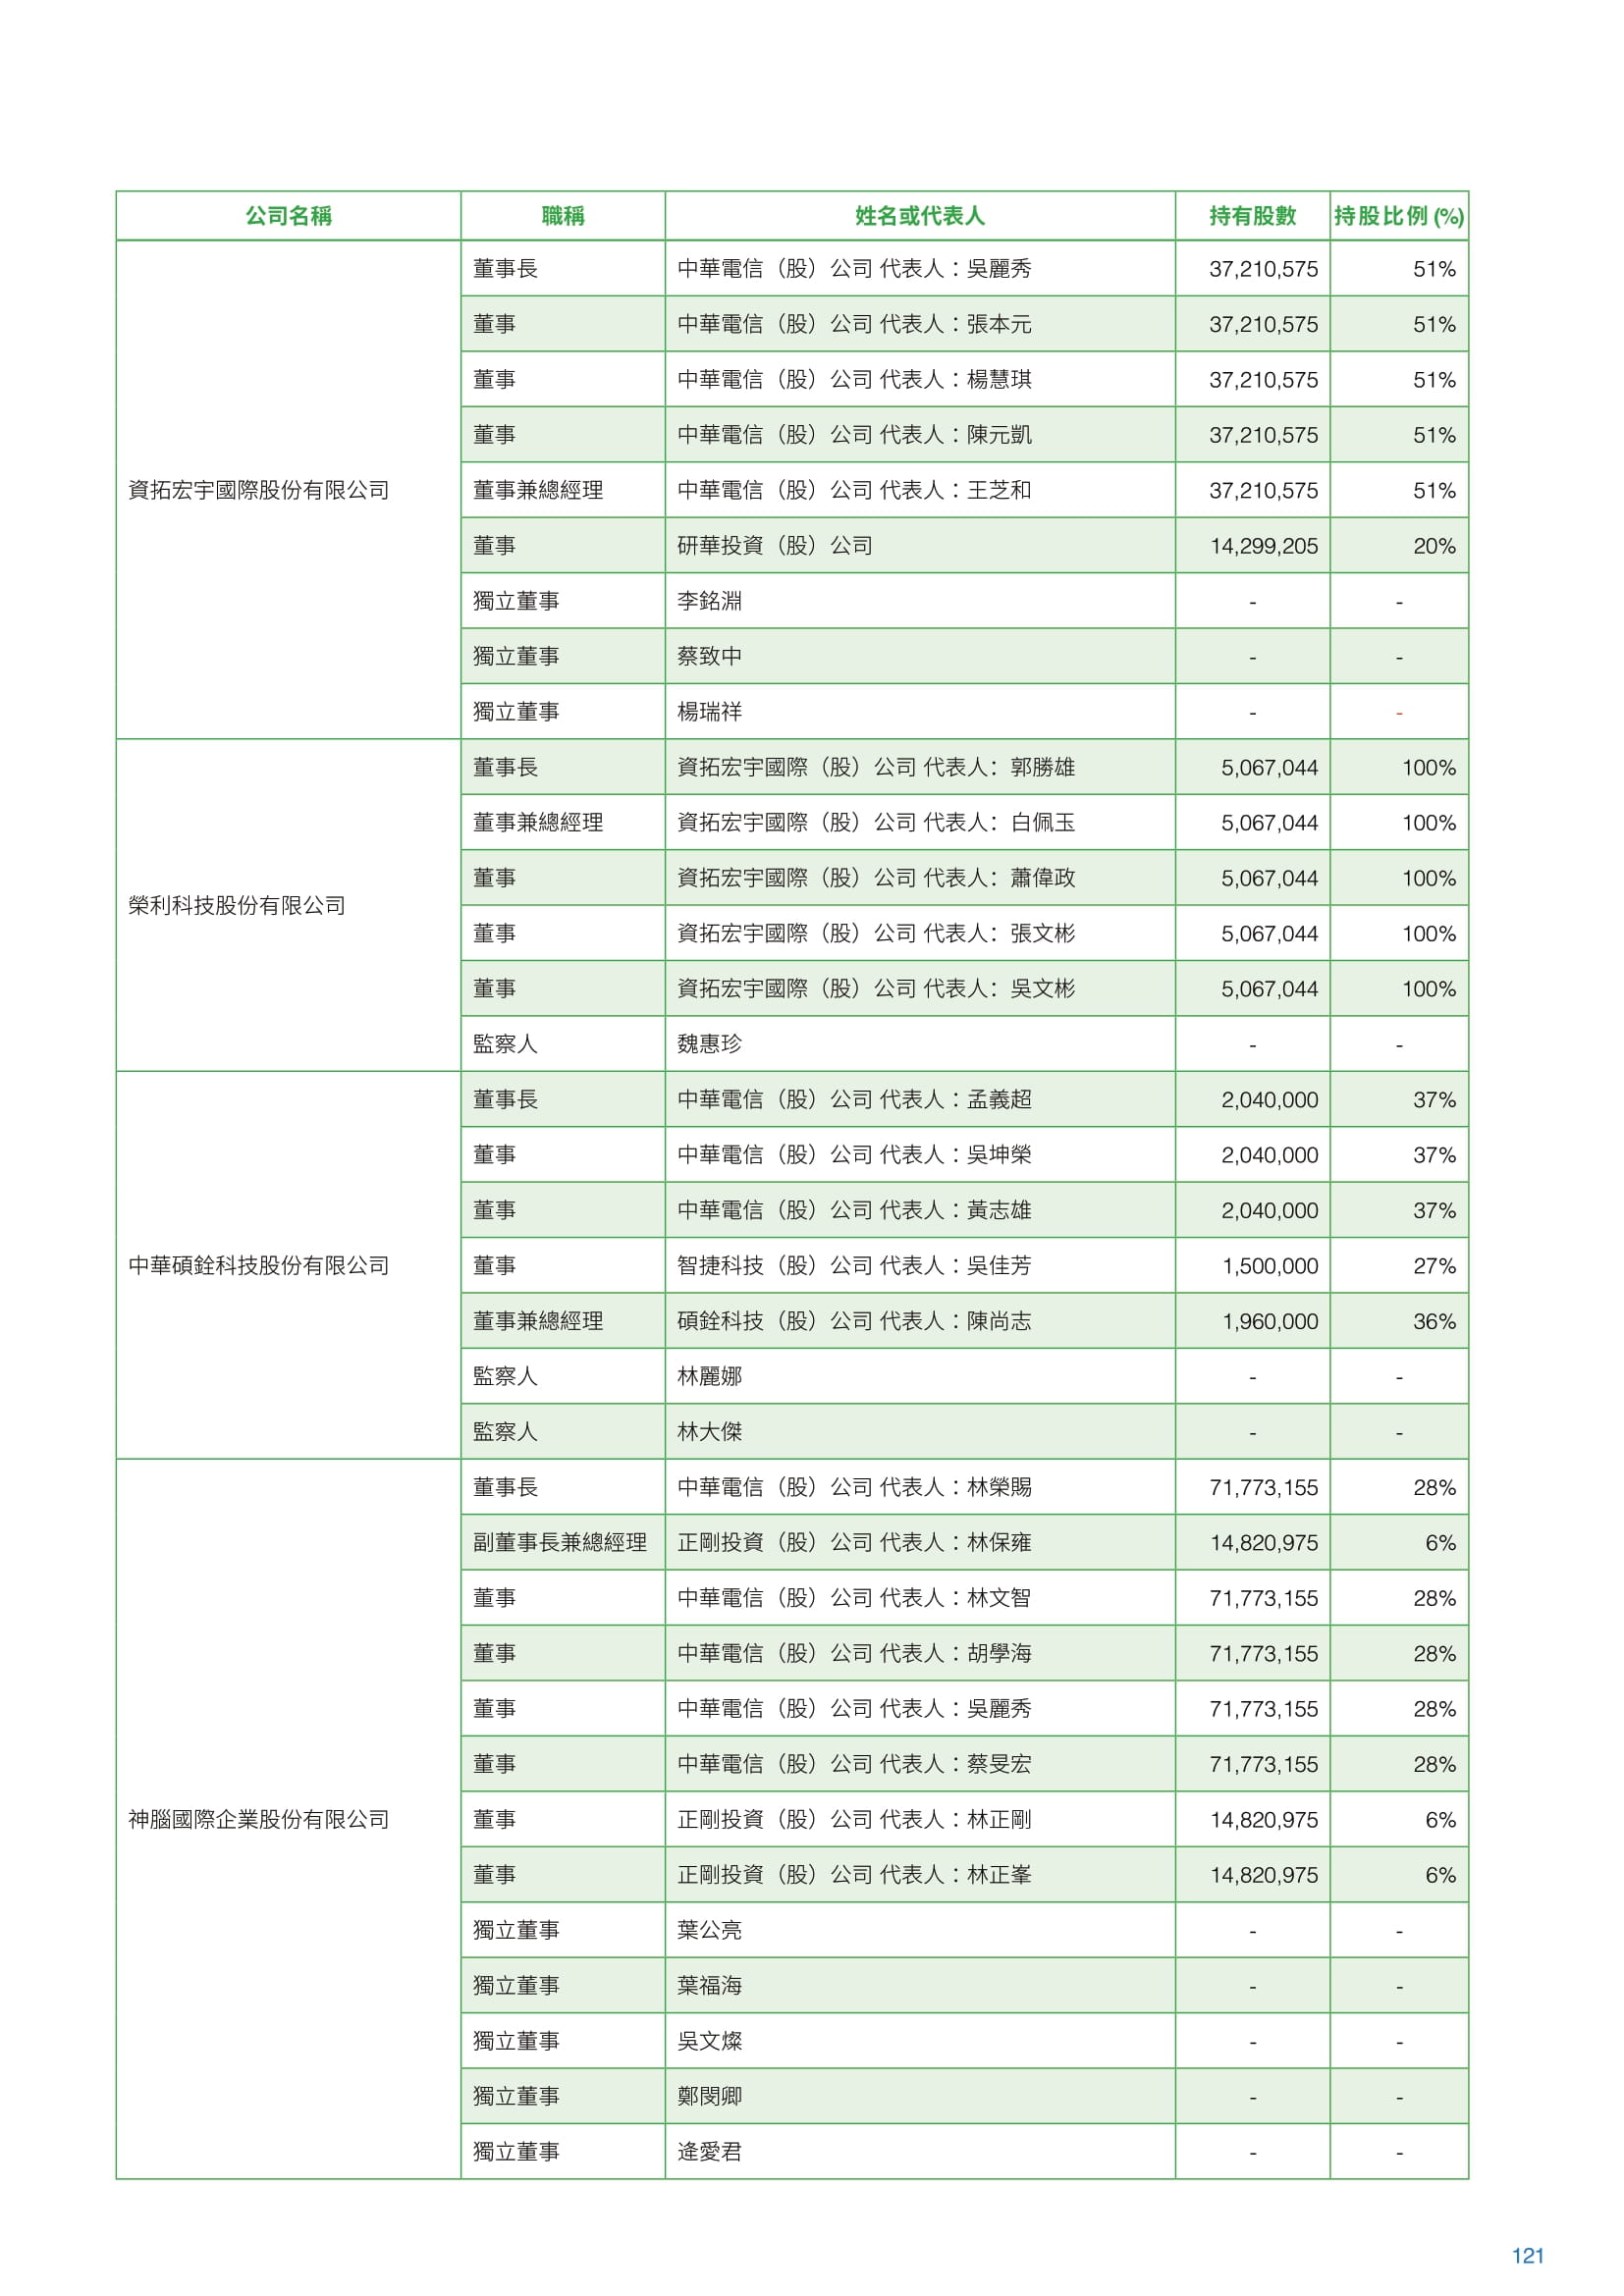 公司名稱 職稱 姓名或代表人 持有股數 持股比例 (%)
資拓宏宇國際股份有限公司
董事長 中華電信（股）公司 代表人：吳麗秀 37,210,575 51%
董事 中華電信（股）公司 代表人：張本元 37,210,575 51%
董事 中華電信（股）公司 代表人：楊慧琪 37,210,575 51%
董事 中華電信（股）公司 代表人：陳元凱 37,210,575 51%
董事兼總經理 中華電信（股）公司 代表人：王芝和 37,210,575 51%
董事 研華投資（股）公司 14,299,205 20%
獨立董事 李銘淵 - -
獨立董事 蔡致中 - -
獨立董事 楊瑞祥 - -
榮利科技股份有限公司
董事長 資拓宏宇國際（股）公司 代表人：郭勝雄 5,067,044 100%
董事兼總經理 資拓宏宇國際（股）公司 代表人：白佩玉 5,067,044 100%
董事 資拓宏宇國際（股）公司 代表人：蕭偉政 5,067,044 100%
董事 資拓宏宇國際（股）公司 代表人：張文彬 5,067,044 100%
董事 資拓宏宇國際（股）公司 代表人：吳文彬 5,067,044 100%
監察人 魏惠珍 - -
中華碩銓科技股份有限公司
董事長 中華電信（股）公司 代表人：孟義超 2,040,000 37%
董事 中華電信（股）公司 代表人：吳坤榮 2,040,000 37%
董事 中華電信（股）公司 代表人：黃志雄 2,040,000 37%
董事 智捷科技（股）公司 代表人：吳佳芳 1,500,000 27%
董事兼總經理 碩銓科技（股）公司 代表人：陳尚志 1,960,000 36%
監察人 林麗娜 - -
監察人 林大傑 - -
神腦國際企業股份有限公司
董事長 中華電信（股）公司 代表人：林榮賜 71,773,155 28%
副董事長兼總經理 正剛投資（股）公司 代表人：林保雍 14,820,975 6%
董事 中華電信（股）公司 代表人：林文智 71,773,155 28%
董事 中華電信（股）公司 代表人：胡學海 71,773,155 28%
董事 中華電信（股）公司 代表人：吳麗秀 71,773,155 28%
董事 中華電信（股）公司 代表人：蔡旻宏 71,773,155 28%
董事 正剛投資（股）公司 代表人：林正剛 14,820,975 6%
董事 正剛投資（股）公司 代表人：林正峯 14,820,975 6%
獨立董事 葉公亮 - -
獨立董事 葉福海 - -
獨立董事 吳文燦 - -
獨立董事 鄭閔卿 - -
獨立董事 逄愛君 - -
121